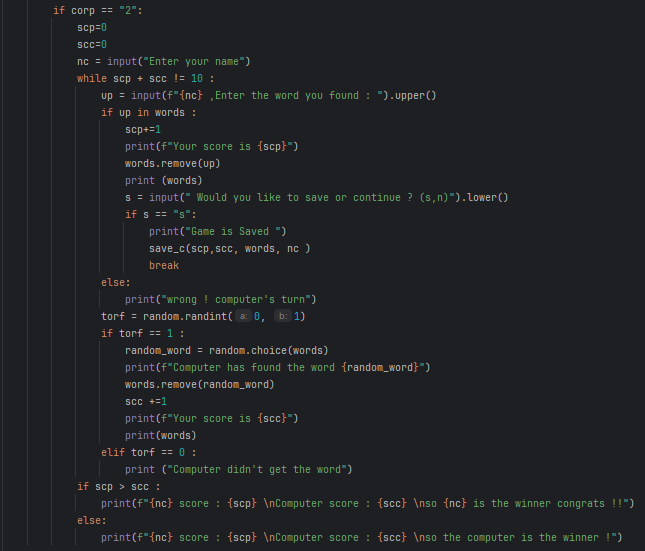 if corp == "2":
    scp=0
    scc=0
    nc = input("Enter your name")
    while scp + scc != 10 :
        up = input(f"{nc} ,Enter the word you found : ").upper()
        if up in words :
            scp+=1
            print(f"Your score is {scp}")
            words.remove(up)
            print (words)
            s = input(" Would you like to save or continue ? (s,n)").lower()
            if s == "s":
                print("Game is Saved ")
                save_c(scp,scc, words, nc )
                break
        else:
            print("wrong ! computer's turn")
        torf = random.randint( a: 0, b: 1)
        if torf == 1 :
            random_word = random.choice(words)
            print(f"Computer has found the word {random_word}")
            words.remove(random_word)
            scc +=1
            print(f"Your score is {scc}")
            print(words)
        elif torf == 0 :
            print ("Computer didn't get the word")
    if scp > scc :
        print(f"{nc} score : {scp} \nComputer score : {scc} \nso {nc} is the winner congrats !!")
    else:
        print(f"{nc} score : {scp} \nComputer score : {scc} \nso the computer is the winner !")